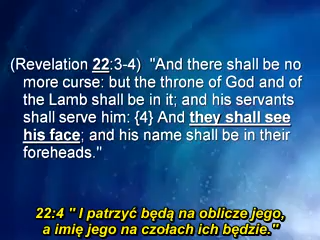 (Revelation 22:3-4)  "And there shall be no
more curse: but the throne of God and of
the Lamb shall be in it; and his servants
shall serve him: {4} And they shall see
his face; and his name shall be in their
foreheads."
22:4 " I patrzyć będą na oblicze jego,
a imię jego na czołach ich będzie."